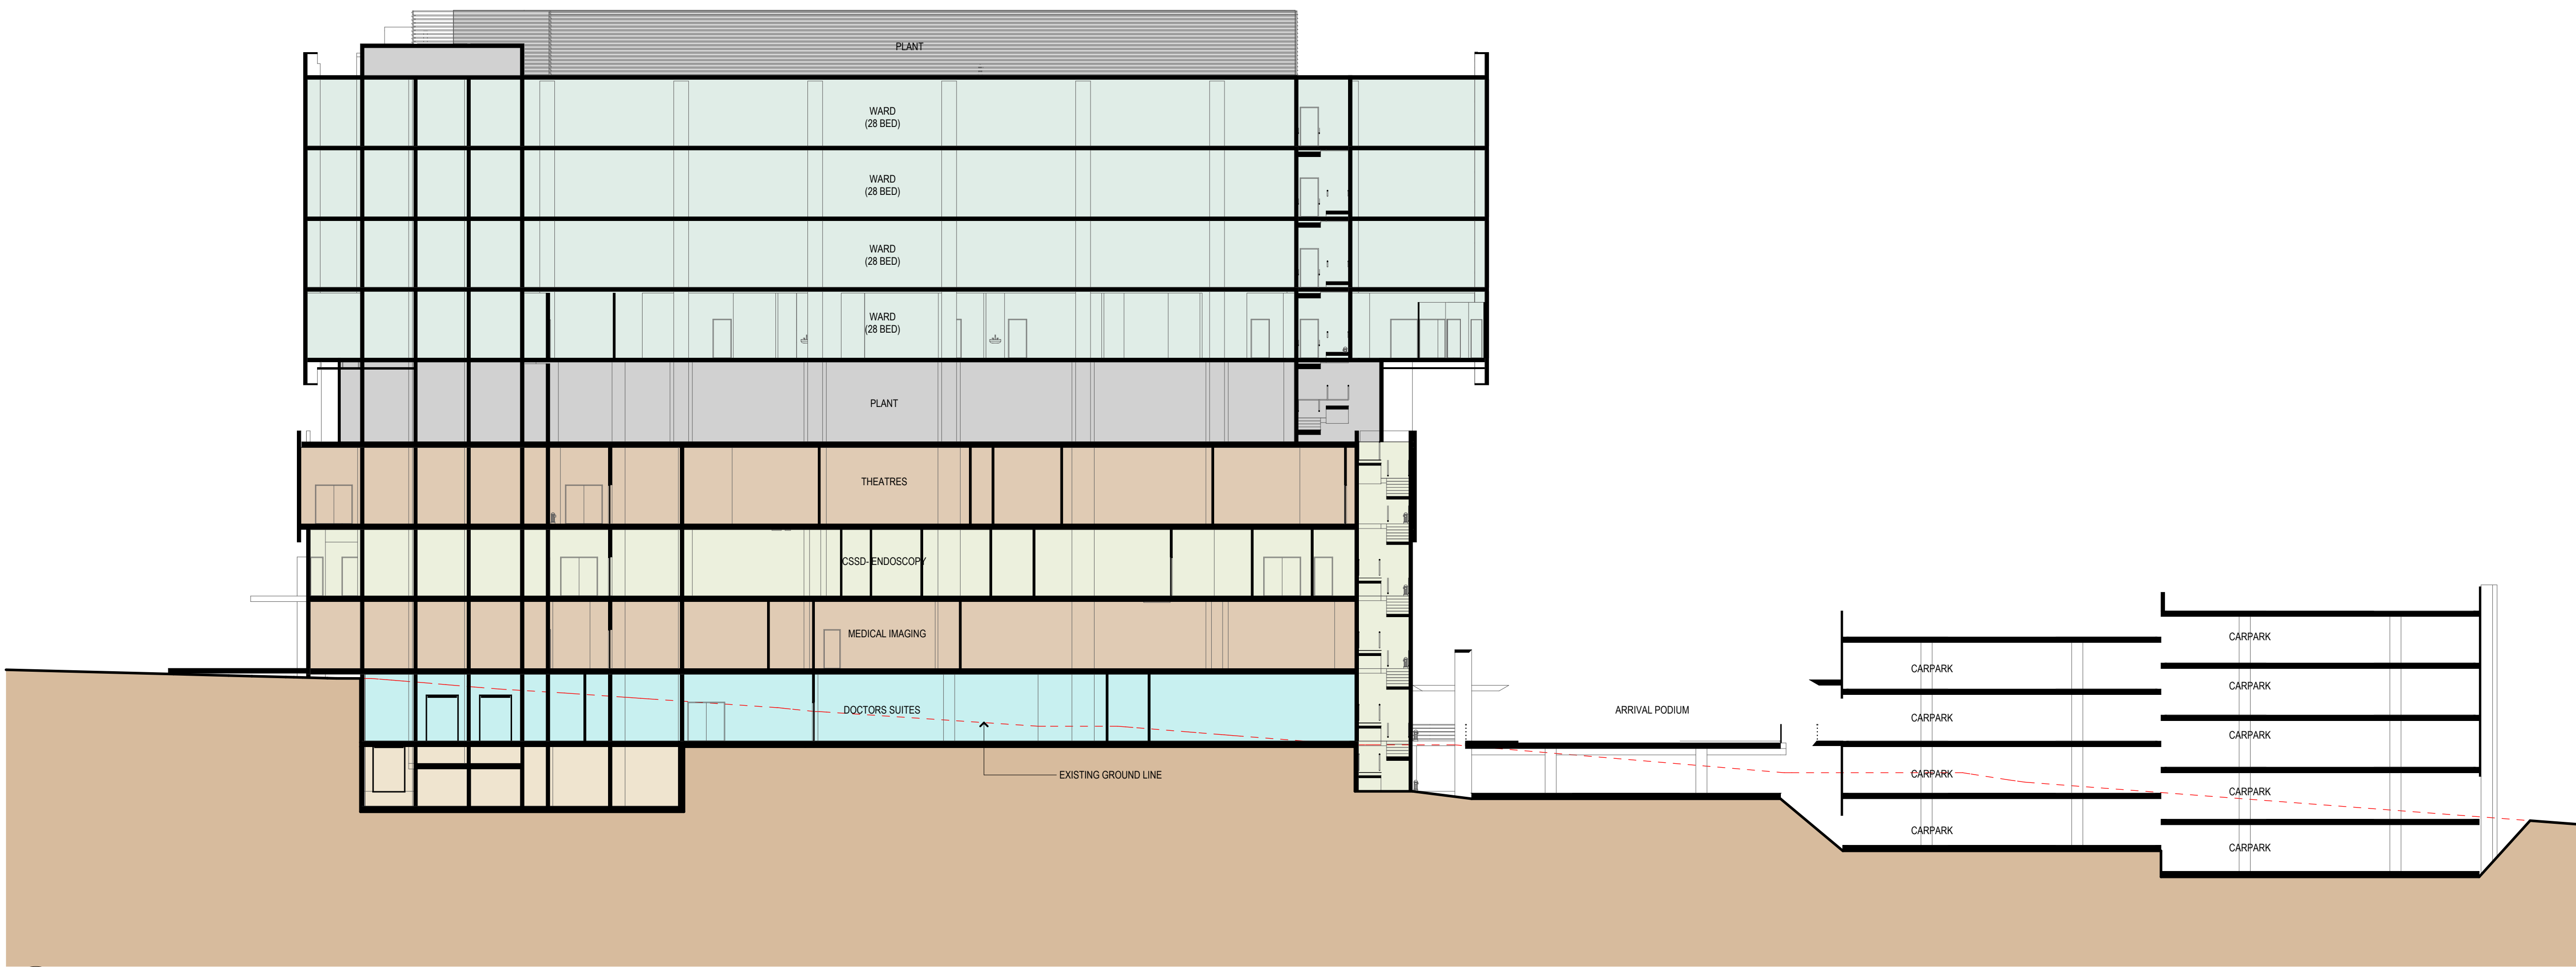 PLANT
WARD
(28 BED)
WARD
(28 BED)
WARD
(28 BED)
WARD
(28 BED)
PLANT
THEATRES
CSSD- ENDOSCOPY
MEDICAL IMAGING
DOCTORS SUITES
EXISTING GROUND LINE
ARRIVAL PODIUM
CARPARK
CARPARK
CARPARK
CARPARK
CARPARK
CARPARK
CARPARK
CARPARK
CARPARK